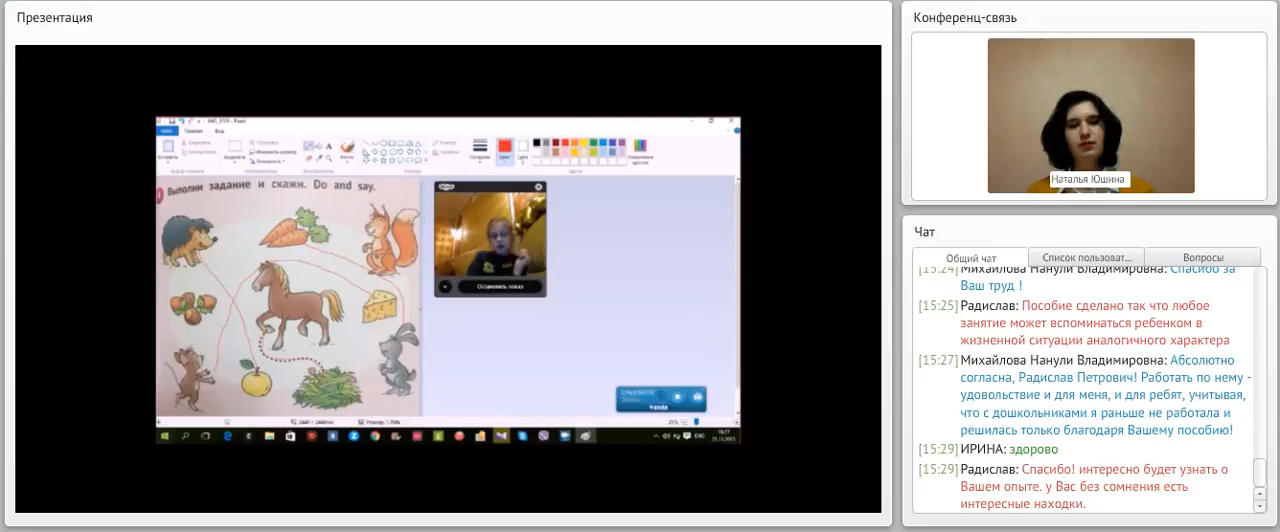 Презентация
Выполни задание и скажи. Do and say.
Остановить показ
Конференц-связь
Наталья Юшина
Чат
Общий чат
Список пользоват...
Вопросы
[15:24] Михайлова Нанули Владимировна: Спасибо за
Ваш труд !
[15:25] Радислав: Пособие сделано так что любое
занятие может вспоминаться ребенком в
жизненной ситуации аналогичного характера
[15:27] Михайлова Нанули Владимировна: Абсолютно
согласна, Радислав Петрович! Работать по нему -
удовольствие и для меня, и для ребят, учитывая,
что с дошкольниками я раньше не работала и
решилась только благодаря Вашему пособию!
[15:29] ИРИНА: здорово
[15:29] Радислав: Спасибо! интересно будет узнать о
Вашем опыте. у Вас без сомнения есть
интересные находки.